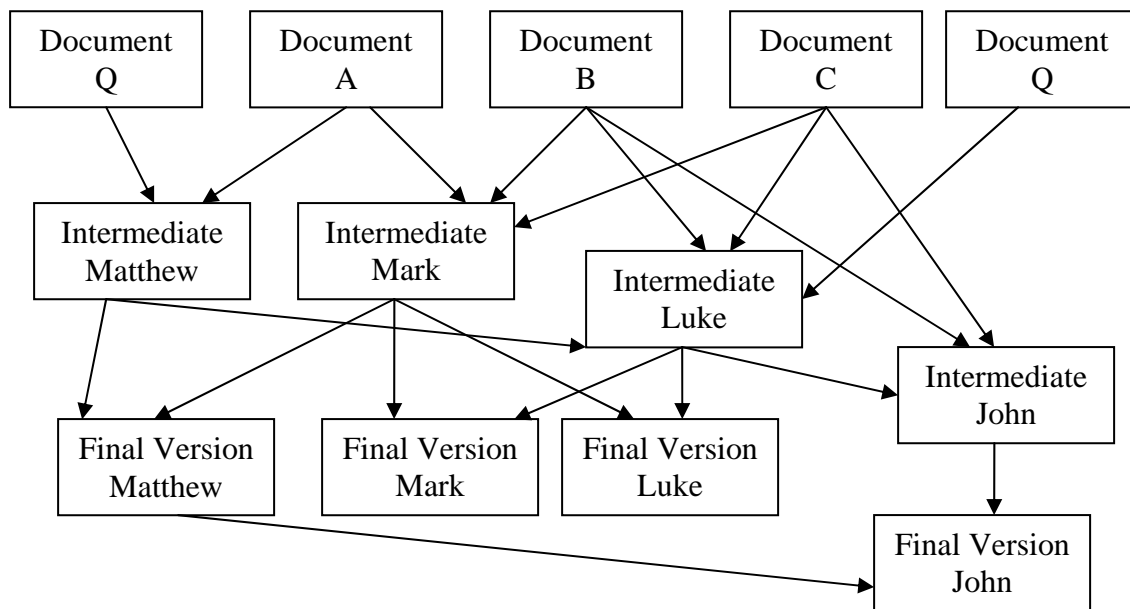 Document
Q
Document
A
Document
B
Document
C
Document
Q
Intermediate
Matthew
Intermediate
Mark
Intermediate
Luke
Intermediate
John
Final Version
Matthew
Final Version
Mark
Final Version
Luke
Final Version
John